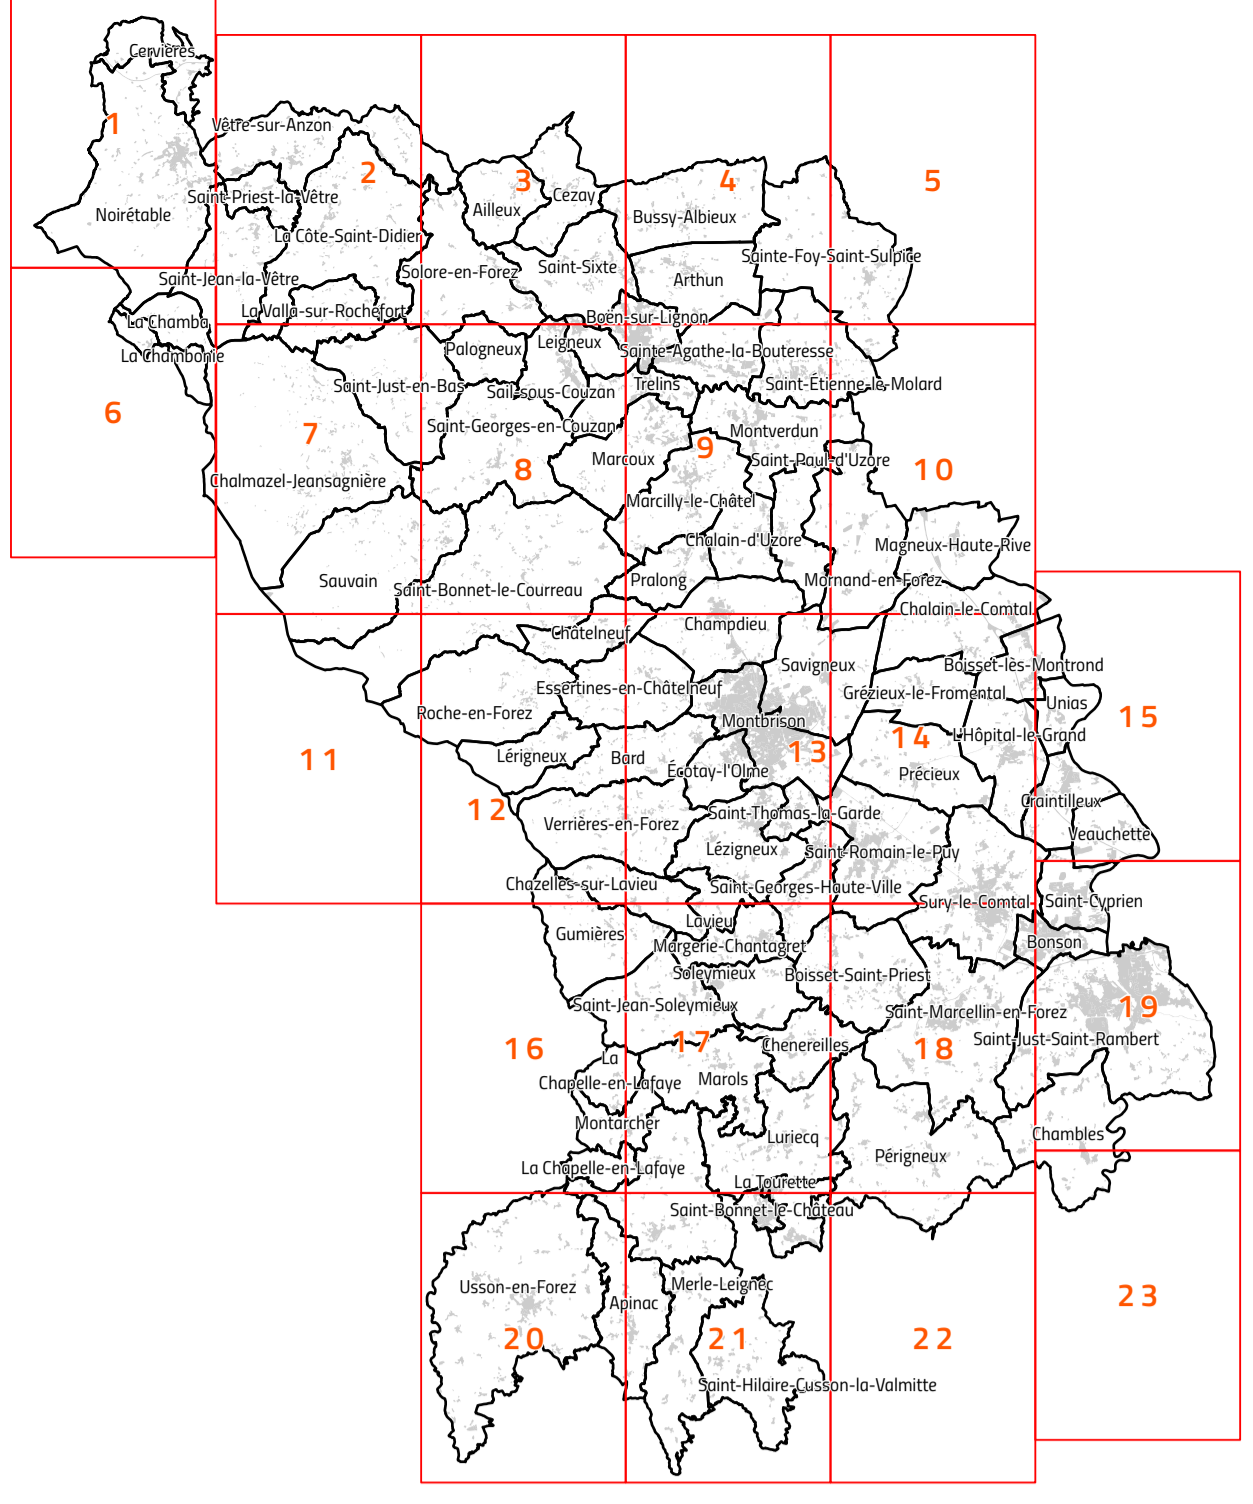 Cervières
1
Vêtre-sur-Anzon
2
3
4
5
Saint-Priest-la-Vêtre
Cezay
Ailleux
Noirétable
Bussy-Albieux
La Côte-Saint-Didier
Sainte-Foy-Saint-Sulpice
Saint-Sixte
Solore-en-Forez
Saint-Jean-la-Vêtre
Arthun
La Valla-sur-Rochefort
Boën-sur-Lignon
La Chamba
Leigneux
Palogneux
Sainte-Agathe-la-Bouteresse
La Chambonie
Saint-Just-en-Bas
Trelins
Saint-Étienne-le-Molard
Sail-sous-Couzan
6
Saint-Georges-en-Couzan
Montverdun
7
9
Marcoux
Saint-Paul-d'Uzore
8
10
Chalmazel-Jeansagnière
Marcilly-le-Châtel
Chalain-d'Uzore
Magneux-Haute-Rive
Sauvain
Pralong
Mornand-en-Forez
Saint-Bonnet-le-Courreau
Chalain-le-Comtal
Champdieu
Châtelneuf
Savigneux
Boisset-lès-Montrond
Essertines-en-Châtelneuf
Grézieux-le-Fromental
Unias
Roche-en-Forez
15
Montbrison
L'Hôpital-le-Grand
14
13
Lérigneux
Bard
11
Écotay-l'Olme
Précieux
Craintilleux
12
Saint-Thomas-la-Garde
Verrières-en-Forez
Veauchette
Lézigneux
Saint-Romain-le-Puy
Chazelles-sur-Lavieu
Saint-Georges-Haute-Ville
Sury-le-Comtal
Saint-Cyprien
Lavieu
Gumières
Margerie-Chantagret
Bonson
Soleymieux
Boisset-Saint-Priest
Saint-Jean-Soleymieux
19
Saint-Marcellin-en-Forez
Saint-Just-Saint-Rambert
17
Chenereilles
16
18
La
Chapelle-en-Lafaye
Marols
Montarcher
Luriecq
Chambles
Périgneux
La Chapelle-en-Lafaye
La Tourette
Saint-Bonnet-le-Château
Usson-en-Forez
Merle-Leignec
23
Apinac
20
21
22
Saint-Hilaire-Cusson-la-Valmitte